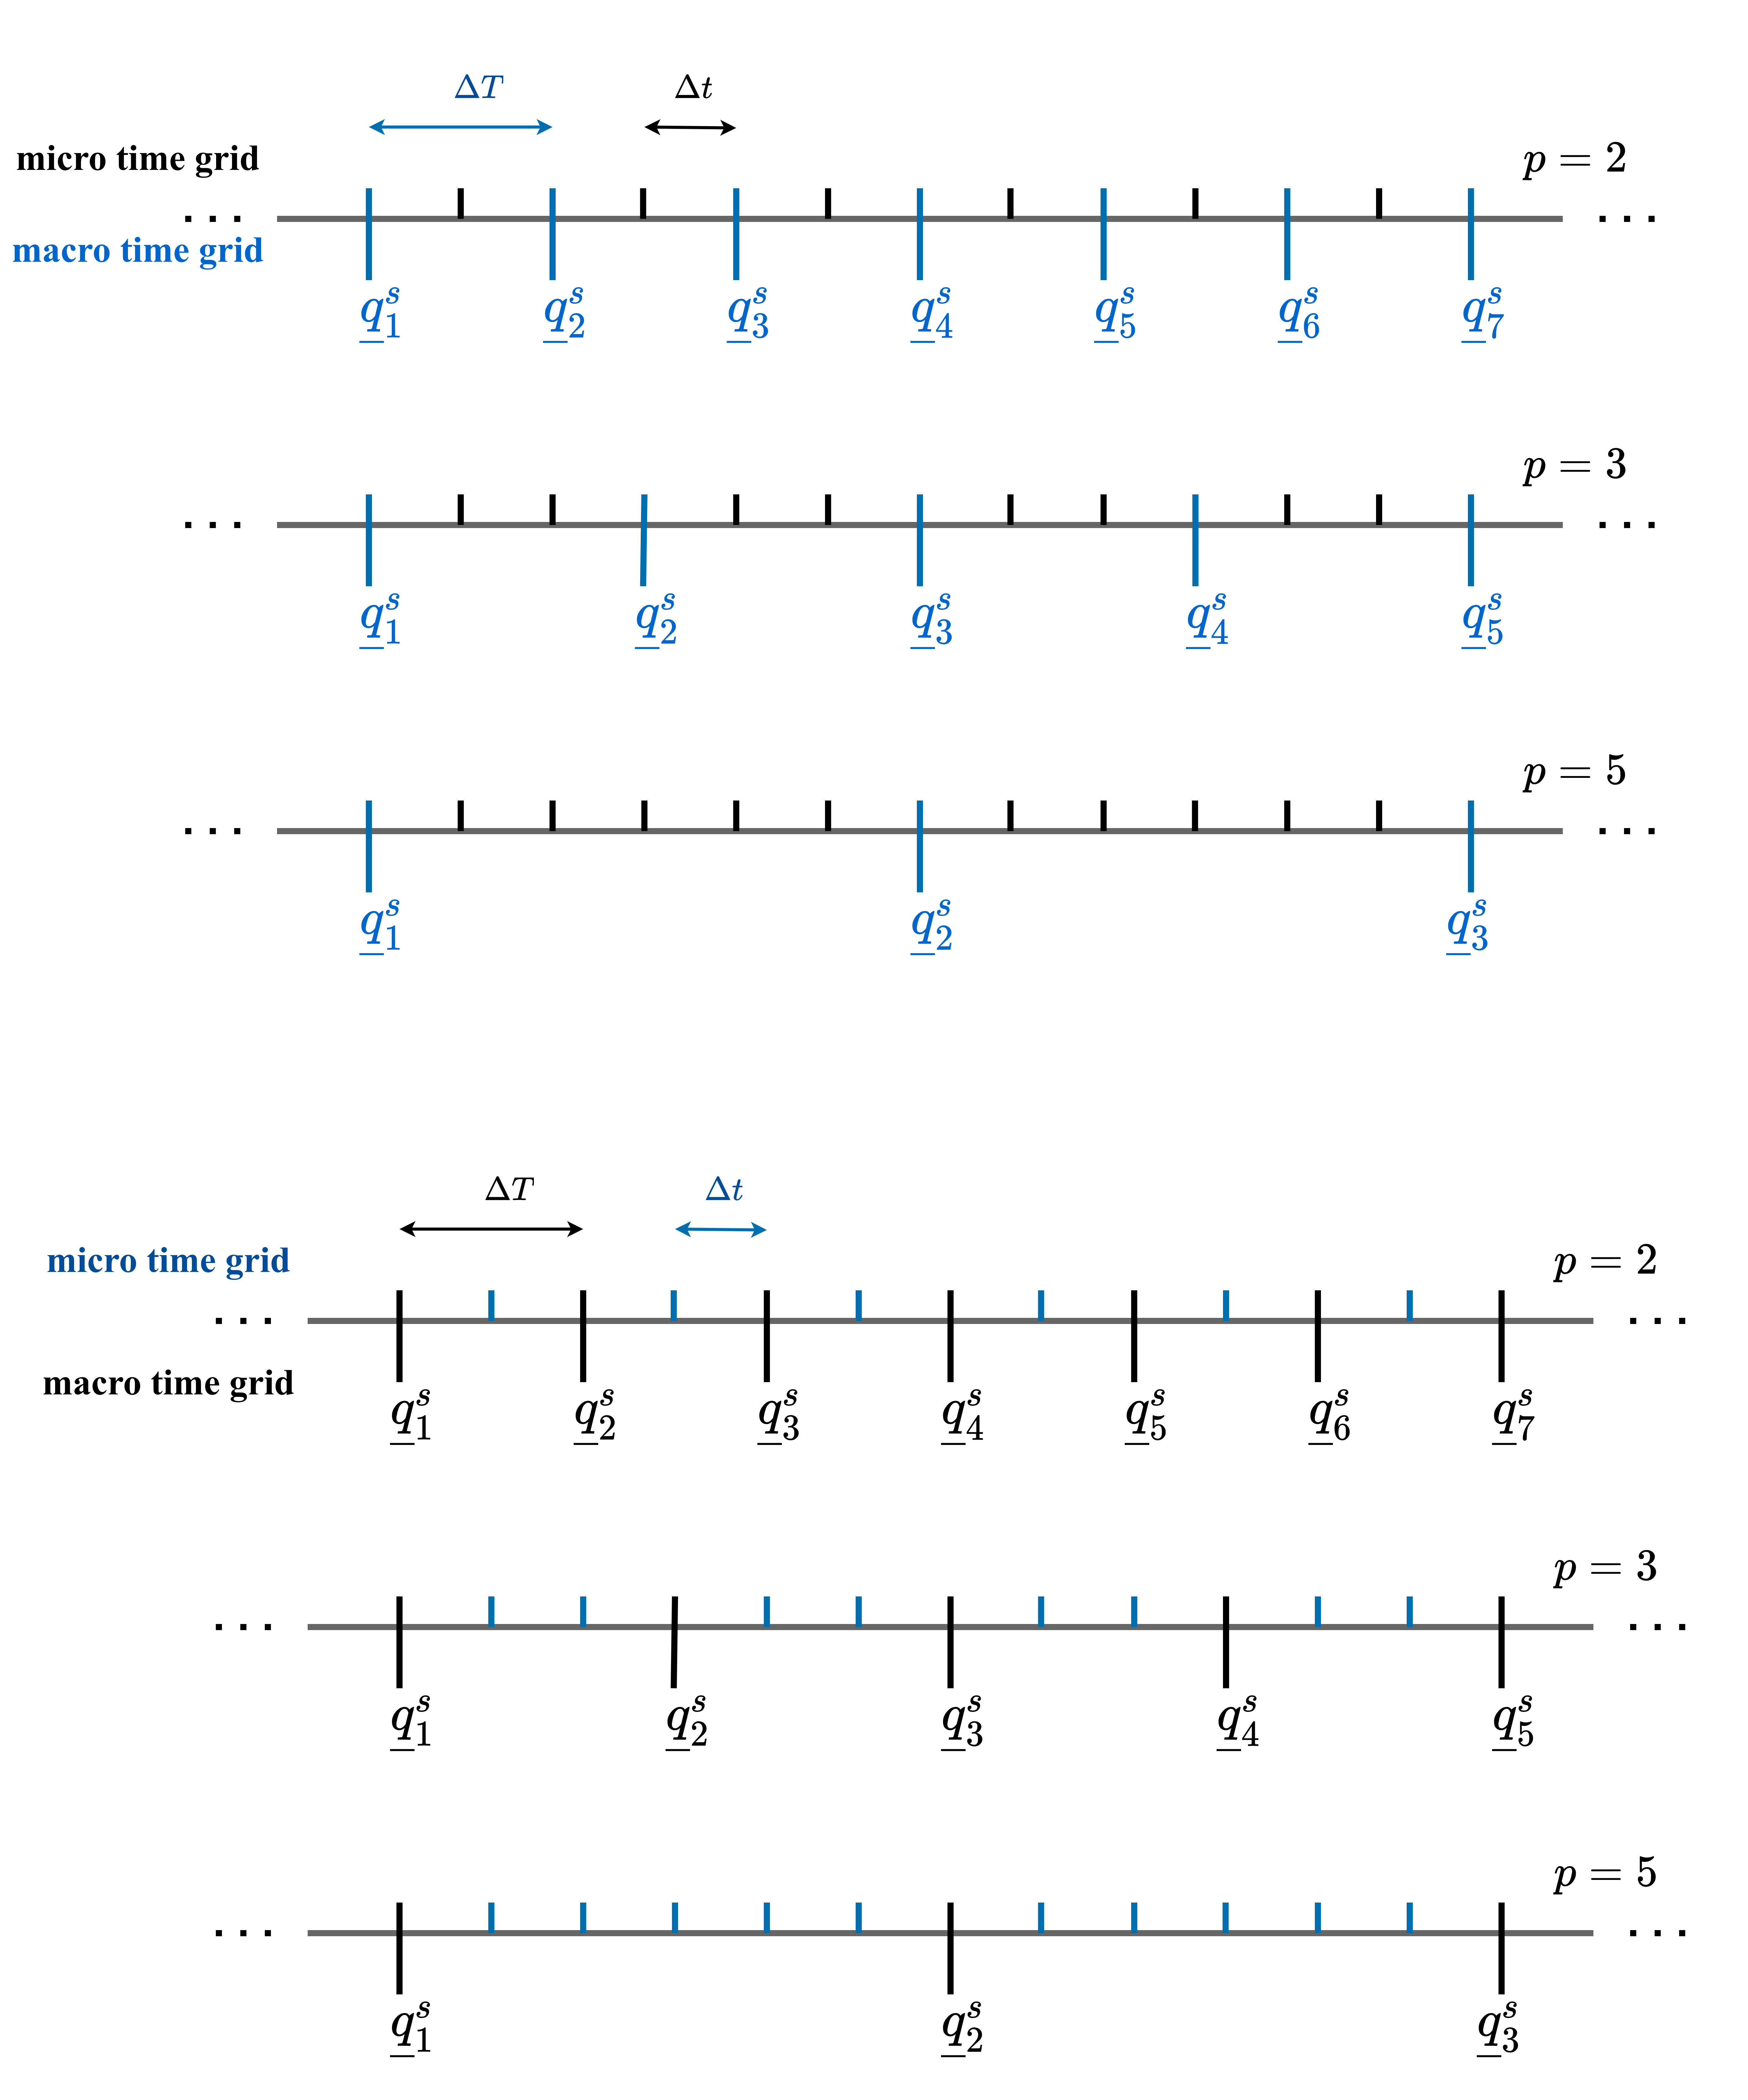 ΔT Δt
micro time grid
p = 2
. . . . . .
macro time grid
q₁ˢ q₂ˢ q₃ˢ q₄ˢ q₅ˢ q₆ˢ q₇ˢ
p = 3
. . . . . .
q₁ˢ q₂ˢ q₃ˢ q₄ˢ q₅ˢ
p = 5
. . . . . .
q₁ˢ q₂ˢ q₃ˢ
ΔT Δt
micro time grid
p = 2
. . . . . .
macro time grid
q₁ˢ q₂ˢ q₃ˢ q₄ˢ q₅ˢ q₆ˢ q₇ˢ
p = 3
. . . . . .
q₁ˢ q₂ˢ q₃ˢ q₄ˢ q₅ˢ
p = 5
. . . . . .
q₁ˢ q₂ˢ q₃ˢ